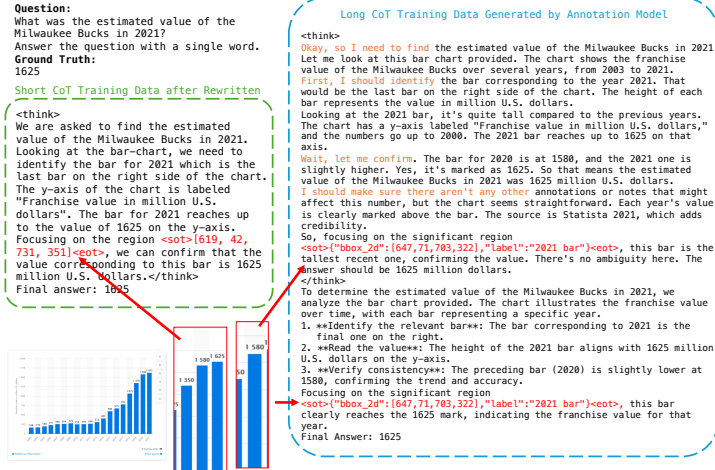 Question:
What was the estimated value of the
Milwaukee Bucks in 2021?
Answer the question with a single word.
Ground Truth:
1625
Short CoT Training Data after Rewritten
<think>
We are asked to find the estimated
value of the Milwaukee Bucks in 2021.
Looking at the bar-chart, we need to
identify the bar for 2021 which is the
last bar on the right side of the chart.
The y-axis of the chart is labeled
"Franchise value in million U.S.
dollars". The bar for 2021 reaches up
to the value of 1625 on the y-axis.
Focusing on the region <sot>[619, 42,
731, 351]<eot>, we can confirm that the
value corresponding to this bar is 1625
million U.S. dollars.</think>
Final answer: 1625
1 350
1 580
1 625
50
1 580
1
Long CoT Training Data Generated by Annotation Model
<think>
Okay, so I need to find the estimated value of the Milwaukee Bucks in 2021
Let me look at this bar chart provided. The chart shows the franchise
value of the Milwaukee Bucks over several years, from 2003 to 2021.
First, I should identify the bar corresponding to the year 2021. That
would be the last bar on the right side of the chart. The height of each
bar represents the value in million U.S. dollars.
Looking at the 2021 bar, it's quite tall compared to the previous years.
The chart has a y-axis labeled "Franchise value in million U.S. dollars,"
and the numbers go up to 2000. The 2021 bar reaches up to 1625 on that
axis.
Wait, let me confirm. The bar for 2020 is at 1580, and the 2021 one is
slightly higher. Yes, it's marked as 1625. So that means the estimated
value of the Milwaukee Bucks in 2021 was 1625 million U.S. dollars.
I should make sure there aren't any other annotations or notes that might
affect this number, but the chart seems straightforward. Each year's value
is clearly marked above the bar. The source is Statista 2021, which adds
credibility.
So, focusing on the significant region
<sot>{"bbox_2d":[647,71,703,322],"label":"2021 bar"}<eot>, this bar is the
tallest recent one, confirming the value. There's no ambiguity here. The
answer should be 1625 million dollars.
</think>
To determine the estimated value of the Milwaukee Bucks in 2021, we
analyze the bar chart provided. The chart illustrates the franchise value
over time, with each bar representing a specific year.
1. **Identify the relevant bar**: The bar corresponding to 2021 is the
final one on the right.
2. **Read the value**: The height of the 2021 bar aligns with 1625 million
U.S. dollars on the y-axis.
3. **Verify consistency**: The preceding bar (2020) is slightly lower at
1580, confirming the trend and accuracy.
Focusing on the significant region
<sot>{"bbox_2d":[647,71,703,322],"label":"2021 bar"}<eot>, this bar
clearly reaches the 1625 mark, indicating the franchise value for that
year.
Final Answer: 1625